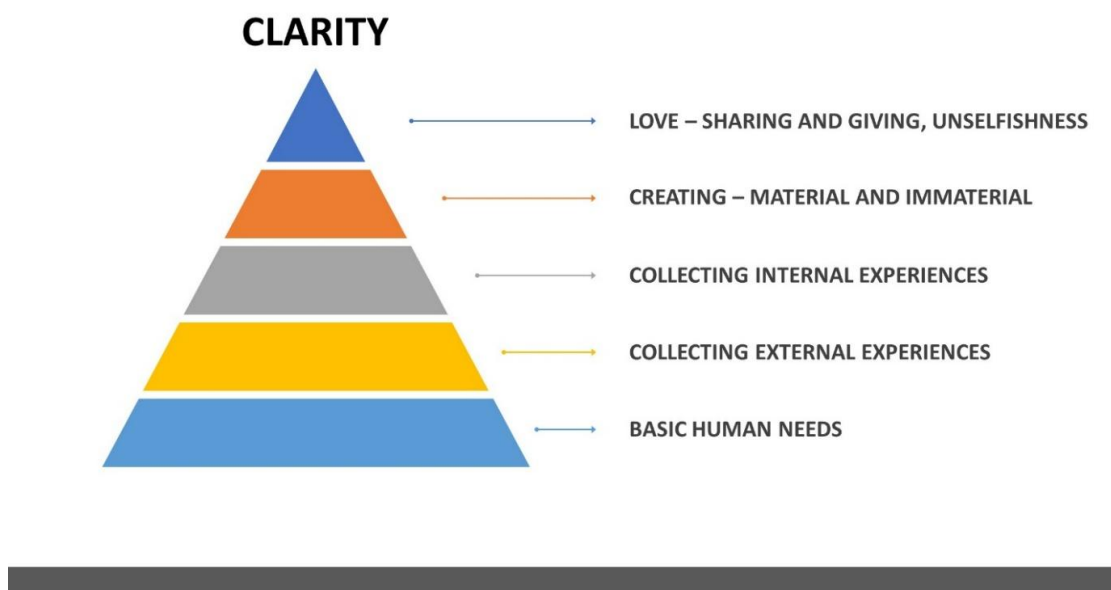 CLARITY
LOVE – SHARING AND GIVING, UNSELFISHNESS
CREATING – MATERIAL AND IMMATERIAL
COLLECTING INTERNAL EXPERIENCES
COLLECTING EXTERNAL EXPERIENCES
BASIC HUMAN NEEDS